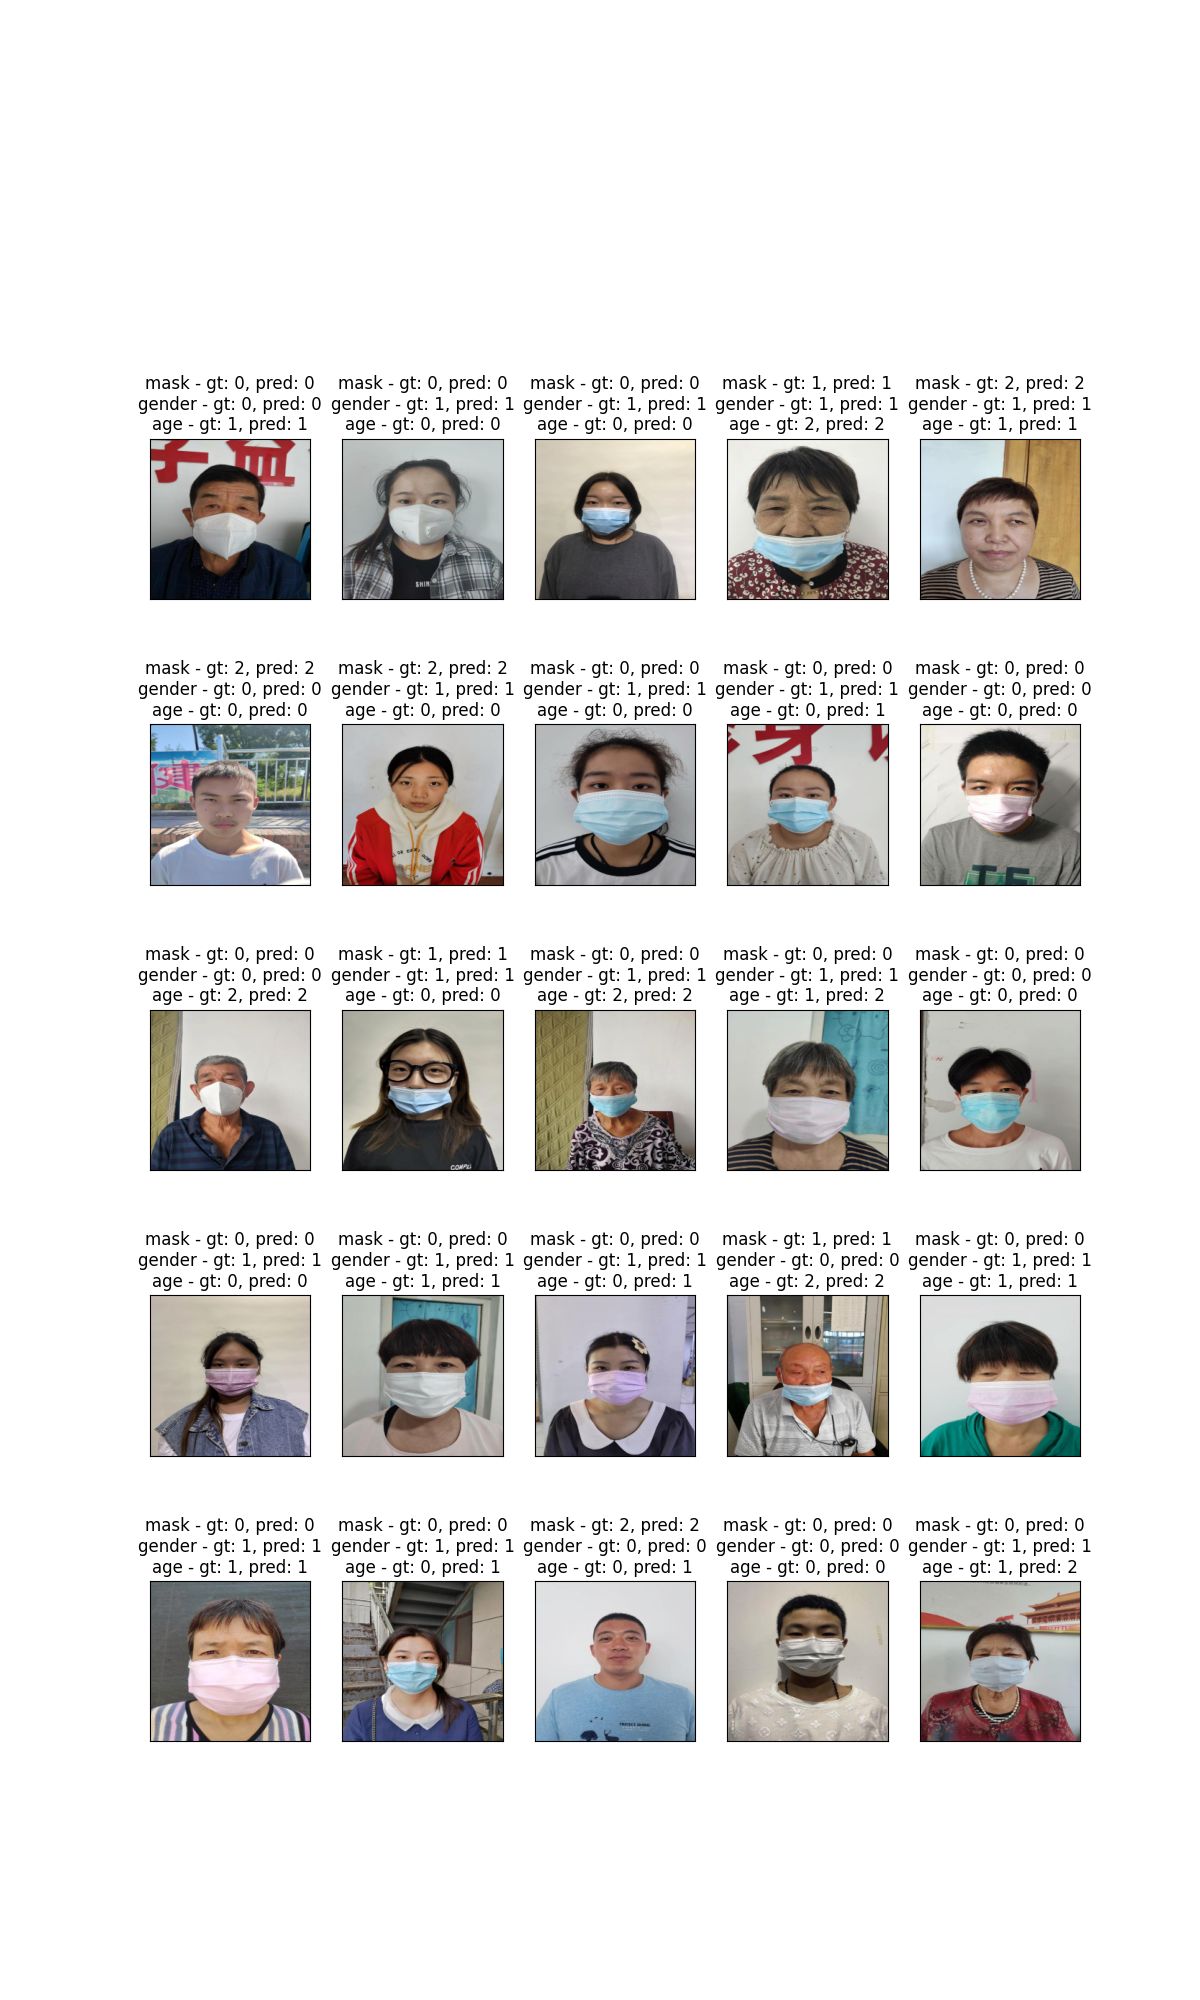 mask - gt: 0, pred: 0
gender - gt: 0, pred: 0
age - gt: 1, pred: 1
mask - gt: 0, pred: 0
gender - gt: 1, pred: 1
age - gt: 0, pred: 0
mask - gt: 0, pred: 0
gender - gt: 1, pred: 1
age - gt: 0, pred: 0
mask - gt: 1, pred: 1
gender - gt: 1, pred: 1
age - gt: 2, pred: 2
mask - gt: 2, pred: 2
gender - gt: 1, pred: 1
age - gt: 1, pred: 1
mask - gt: 2, pred: 2
gender - gt: 0, pred: 0
age - gt: 0, pred: 0
mask - gt: 2, pred: 2
gender - gt: 1, pred: 1
age - gt: 0, pred: 0
mask - gt: 0, pred: 0
gender - gt: 1, pred: 1
age - gt: 0, pred: 0
mask - gt: 0, pred: 0
gender - gt: 1, pred: 1
age - gt: 0, pred: 1
身
mask - gt: 0, pred: 0
gender - gt: 0, pred: 0
age - gt: 0, pred: 0
mask - gt: 0, pred: 0
gender - gt: 0, pred: 0
age - gt: 2, pred: 2
mask - gt: 1, pred: 1
gender - gt: 1, pred: 1
age - gt: 0, pred: 0
mask - gt: 0, pred: 0
gender - gt: 1, pred: 1
age - gt: 2, pred: 2
mask - gt: 0, pred: 0
gender - gt: 1, pred: 1
age - gt: 1, pred: 2
mask - gt: 0, pred: 0
gender - gt: 0, pred: 0
age - gt: 0, pred: 0
mask - gt: 0, pred: 0
gender - gt: 1, pred: 1
age - gt: 0, pred: 0
mask - gt: 0, pred: 0
gender - gt: 1, pred: 1
age - gt: 1, pred: 1
mask - gt: 0, pred: 0
gender - gt: 1, pred: 1
age - gt: 0, pred: 1
mask - gt: 1, pred: 1
gender - gt: 0, pred: 0
age - gt: 2, pred: 2
mask - gt: 0, pred: 0
gender - gt: 1, pred: 1
age - gt: 1, pred: 1
mask - gt: 0, pred: 0
gender - gt: 1, pred: 1
age - gt: 1, pred: 1
mask - gt: 0, pred: 0
gender - gt: 1, pred: 1
age - gt: 0, pred: 1
mask - gt: 2, pred: 2
gender - gt: 0, pred: 0
age - gt: 0, pred: 1
mask - gt: 0, pred: 0
gender - gt: 0, pred: 0
age - gt: 0, pred: 0
mask - gt: 0, pred: 0
gender - gt: 1, pred: 1
age - gt: 1, pred: 2